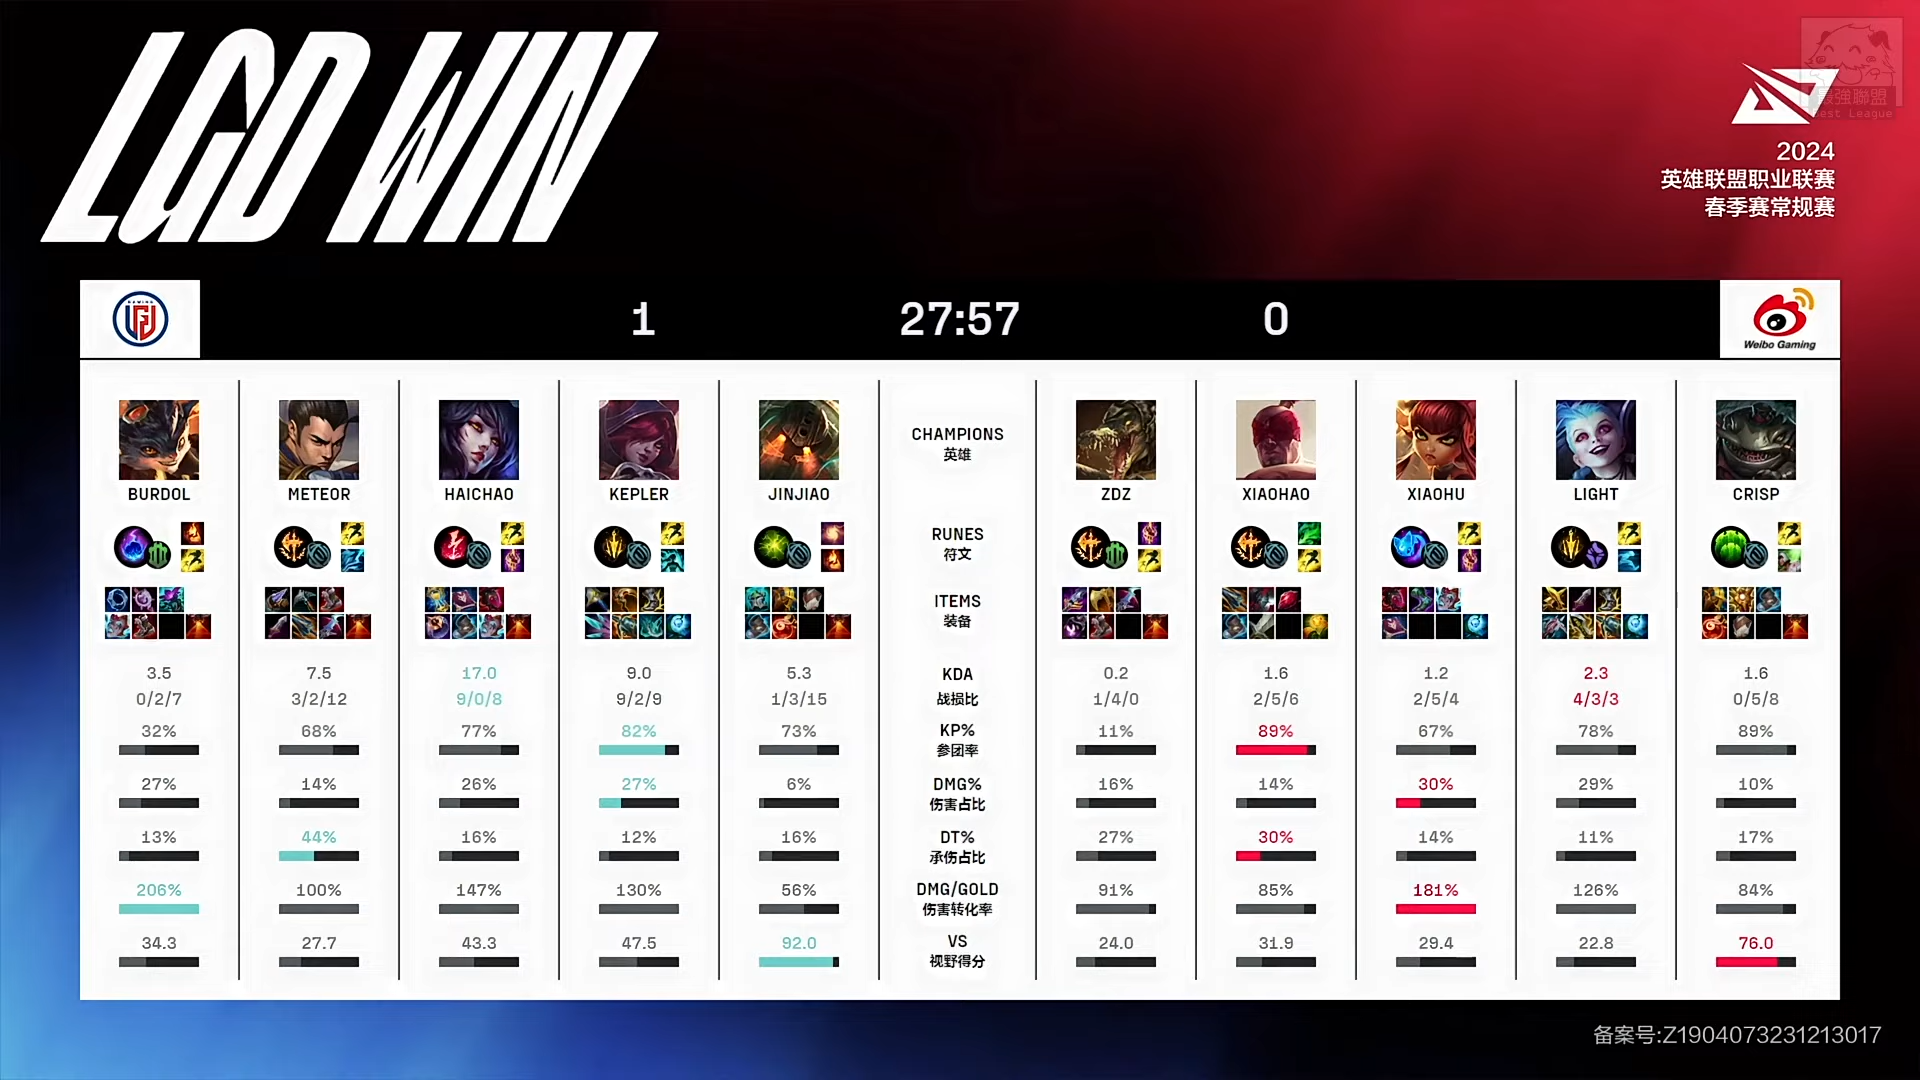 LGD WIN
最強聯盟
Best League
2024
英雄联盟职业联赛
春季赛常规赛
1
27:57
0
Weibo Gaming
CHAMPIONS
英雄
BURDOL
METEOR
HAICHAO
KEPLER
JINJIAO
ZDZ
XIAOHAO
XIAOHU
LIGHT
CRISP
RUNES
符文
ITEMS
装备
3.5
7.5
17.0
9.0
5.3
KDA
0.2
1.6
1.2
2.3
1.6
0/2/7
3/2/12
9/0/8
9/2/9
1/3/15
战损比
1/4/0
2/5/6
2/5/4
4/3/3
0/5/8
32%
68%
77%
82%
73%
KP%
参团率
11%
89%
67%
78%
89%
27%
14%
26%
27%
6%
DMG%
伤害占比
16%
14%
30%
29%
10%
13%
44%
16%
12%
16%
DT%
承伤占比
27%
30%
14%
11%
17%
206%
100%
147%
130%
56%
DMG/GOLD
伤害转化率
91%
85%
181%
126%
84%
34.3
27.7
43.3
47.5
92.0
VS
视野得分
24.0
31.9
29.4
22.8
76.0
备案号:Z1904073231213017